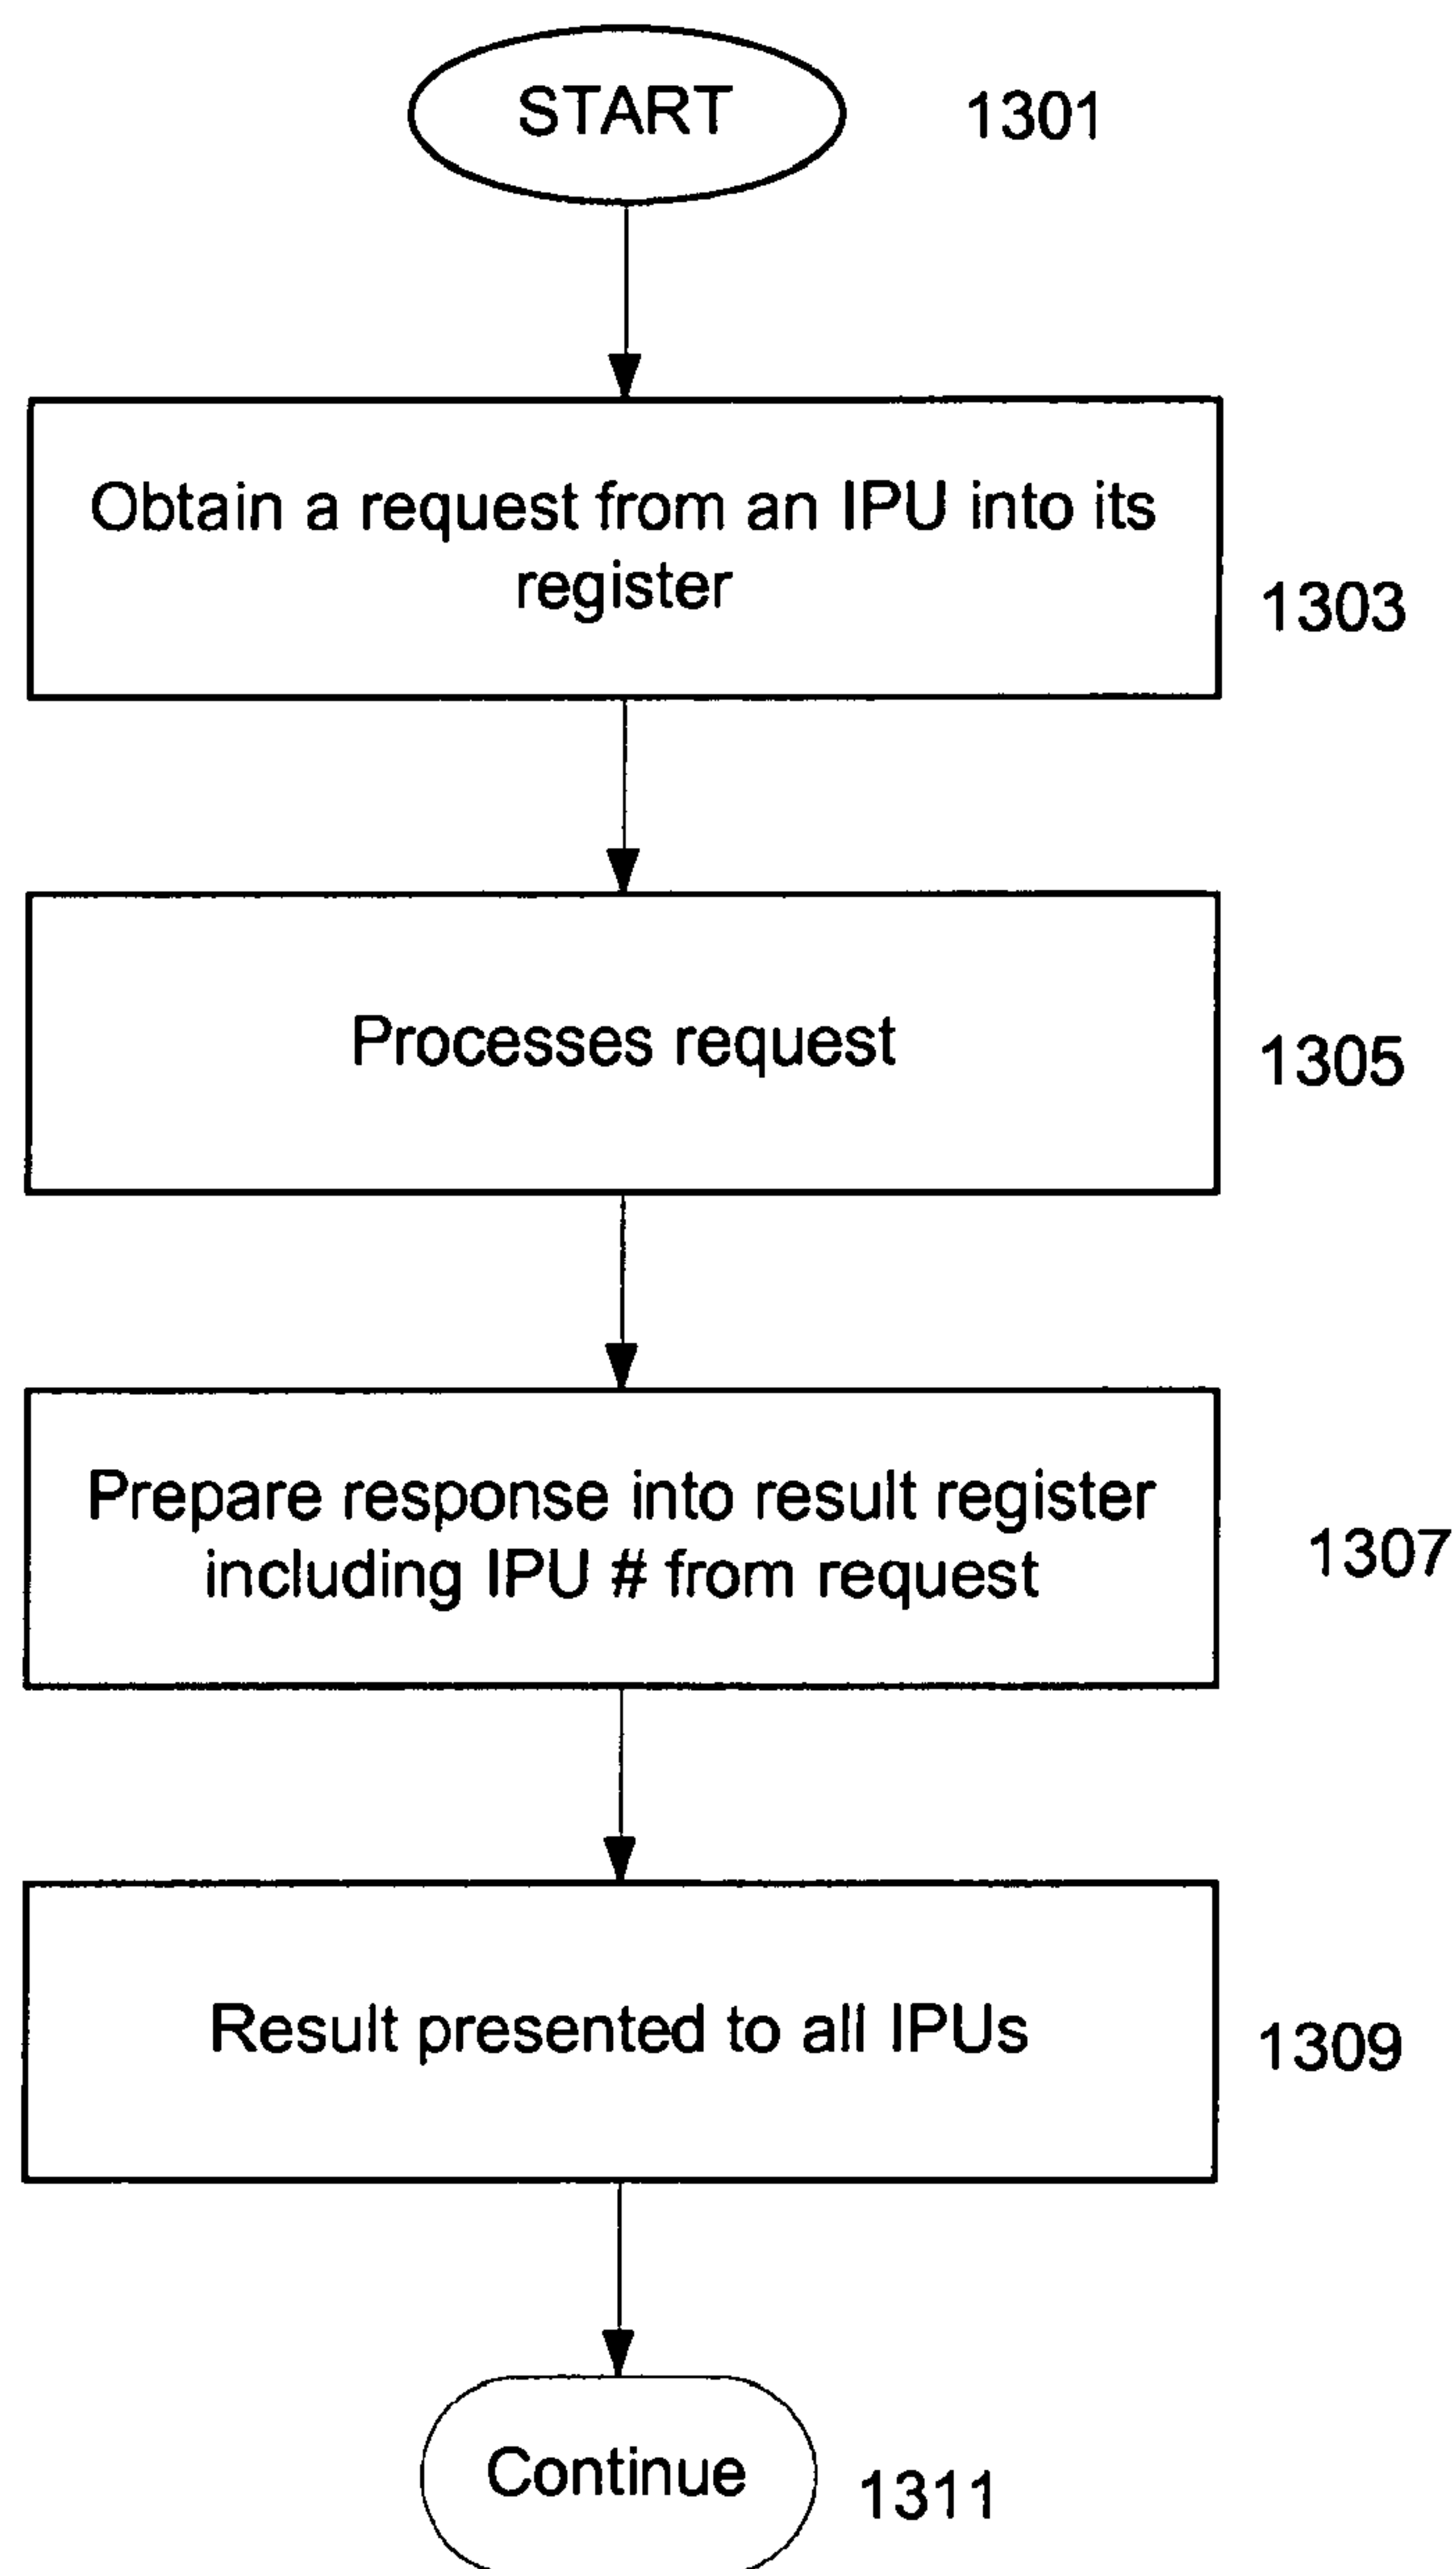 START
1301
Obtain a request from an IPU into its
register
1303
Processes request
1305
Prepare response into result register
including IPU # from request
1307
Result presented to all IPUs
1309
Continue
1311